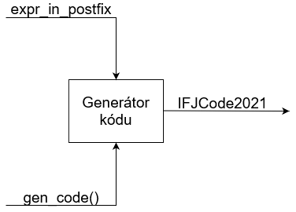 expr_in_postfix
Generátor
kódu
IFJCode2021
gen_code()